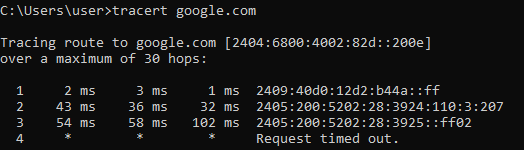 C:\Users\user>tracert google.com
Tracing route to google.com [2404:6800:4002:82d::200e]
over a maximum of 30 hops:
1 2 ms 3 ms 1 ms 2409:40d0:12d2:b44a::ff
2 43 ms 36 ms 32 ms 2405:200:5202:28:3924:110:3:207
3 54 ms 58 ms 102 ms 2405:200:5202:28:3925::ff02
4 * * * Request timed out.